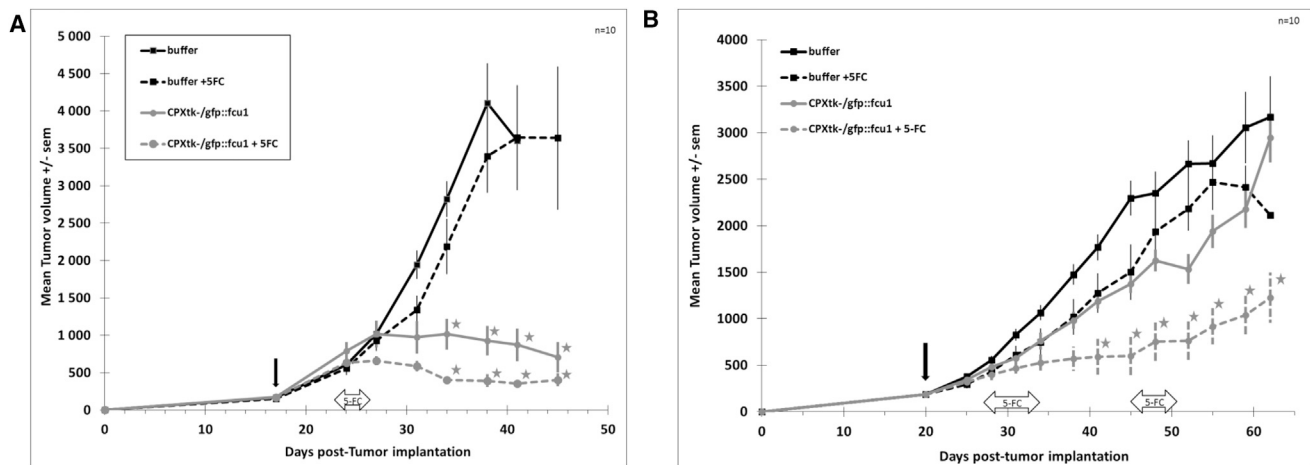 A
n=10
5 000
4 500
4 000
3 500
3 000
2 500
2 000
1 500
1 000
500
0
Mean Tumor volume +/- sem
buffer
buffer +5FC
CPXtk-/gfp::fcu1
CPXtk-/gfp::fcu1 + 5FC
5-FC
0 10 20 30 40 50
Days post-Tumor implantation
B
n=10
4000
3500
3000
2500
2000
1500
1000
500
0
Mean Tumor volume +/- sem
buffer
buffer +5FC
CPXtk-/gfp::fcu1
CPXtk-/gfp::fcu1 + 5-FC
5-FC 5-FC
0 10 20 30 40 50 60
Days post-tumor implantation